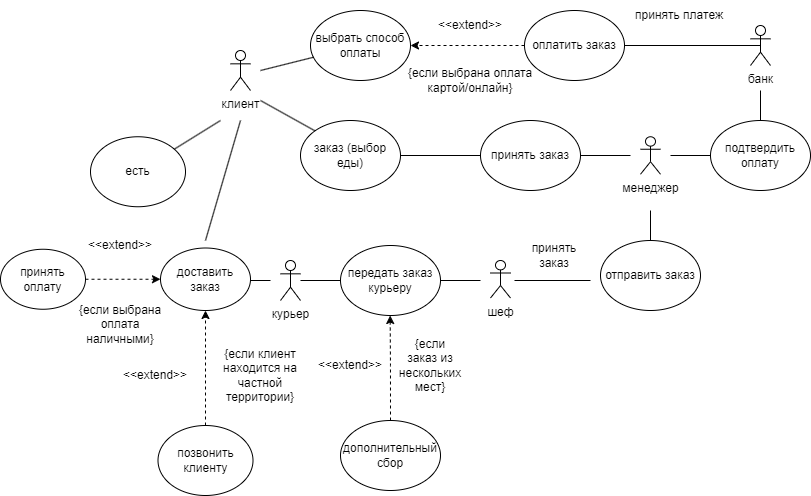 принять платеж
<<extend>>
выбрать способ
оплаты
оплатить заказ
банк
{если выбрана оплата
картой/онлайн}
клиент
заказ (выбор
еды)
принять заказ
подтвердить
оплату
есть
менеджер
<<extend>>
принять
заказ
принять
оплату
доставить
заказ
передать заказ
курьеру
отправить заказ
курьер
шеф
{если выбрана
оплата
наличными}
{если клиент
находится на
частной
территории}
{если
заказ из
нескольких
мест}
<<extend>>
<<extend>>
позвонить
клиенту
дополнительный
сбор